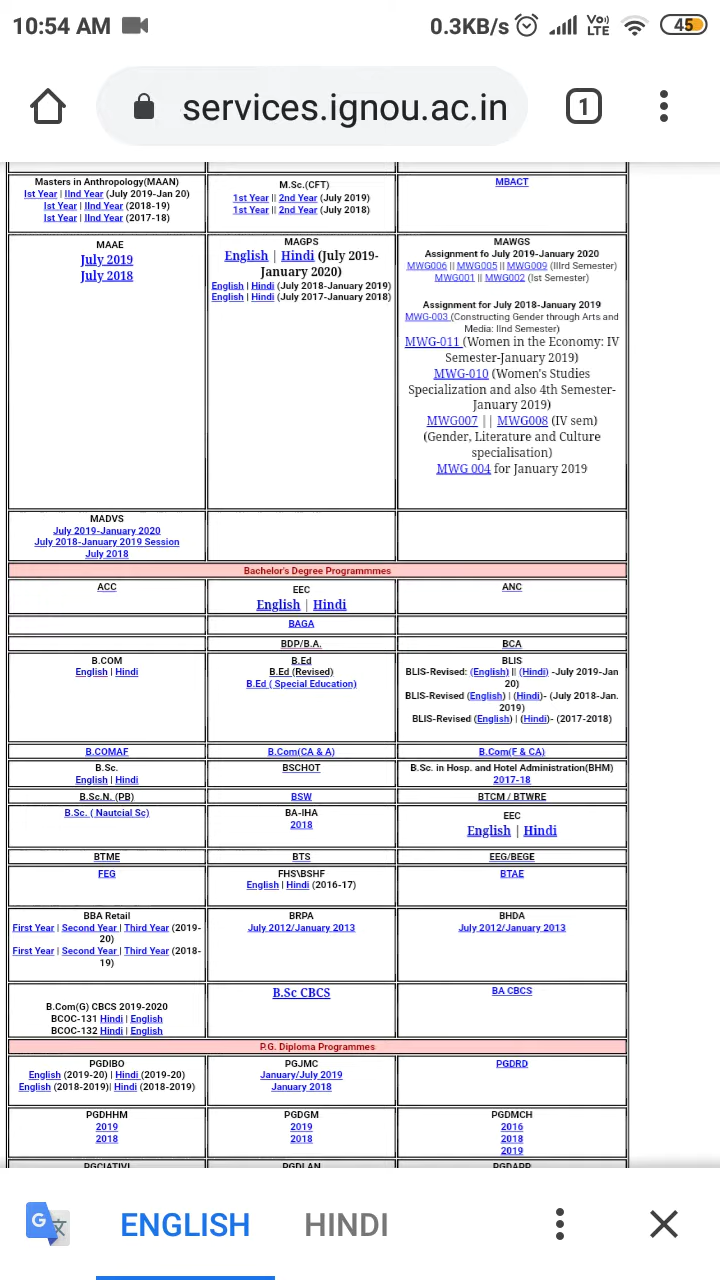 10:54 AM
0.3KB/s
Vo))
LTE
45
services.ignou.ac.in
1
Masters in Anthropology(MAAN)
Ist Year | IInd Year (July 2019-Jan 20)
Ist Year | IInd Year (2018-19)
Ist Year | IInd Year (2017-18)
M.Sc.(CFT)
1st Year || 2nd Year (July 2019)
1st Year || 2nd Year (July 2018)
MBACT
MAAE
July 2019
July 2018
MAGPS
English | Hindi (July 2019-
January 2020)
English | Hindi (July 2018-January 2019)
English | Hindi (July 2017-January 2018)
MAWGS
Assignment fo July 2019-January 2020
MWG006 || MWG005 || MWG009 (IIIrd Semester)
MWG001 || MWG002 (Ist Semester)
Assignment for July 2018-January 2019
MWG-003 (Constructing Gender through Arts and
Media: IInd Semester)
MWG-011 (Women in the Economy: IV
Semester-January 2019)
MWG-010 (Women's Studies
Specialization and also 4th Semester-
January 2019)
MWG007 || MWG008 (IV sem)
(Gender, Literature and Culture
specialisation)
MWG 004 for January 2019
MADVS
July 2019-January 2020
July 2018-January 2019 Session
July 2018
Bachelor's Degree Programmmes
ACC
EEC
English | Hindi
ANC
BAGA
BDP/B.A.
BCA
B.COM
English | Hindi
B.Ed
B.Ed (Revised)
B.Ed ( Special Education)
BLIS
BLIS-Revised: (English) || (Hindi) -July 2019-Jan
20)
BLIS-Revised (English) | (Hindi)- (July 2018-Jan.
2019)
BLIS-Revised (English) | (Hindi)- (2017-2018)
B.COMAF
B.Com(CA & A)
B.Com(F & CA)
B.Sc.
English | Hindi
BSCHOT
B.Sc. in Hosp. and Hotel Administration(BHM)
2017-18
B.Sc.N. (PB)
BSW
BTCM / BTWRE
B.Sc. ( Nautcial Sc)
BA-IHA
2018
EEC
English | Hindi
BTME
BTS
EEG/BEGE
FEG
FHS\BSHF
English | Hindi (2016-17)
BTAE
BBA Retail
First Year | Second Year | Third Year (2019-
20)
First Year | Second Year | Third Year (2018-
19)
BRPA
July 2012/January 2013
BHDA
July 2012/January 2013
B.Com(G) CBCS 2019-2020
BCOC-131 Hindi | English
BCOC-132 Hindi | English
B.Sc CBCS
BA CBCS
P.G. Diploma Programmes
PGDIBO
English (2019-20) | Hindi (2019-20)
English (2018-2019)| Hindi (2018-2019)
PGJMC
January/July 2019
January 2018
PGDRD
PGDHHM
2019
2018
PGDGM
2019
2018
PGDMCH
2016
2018
2019
PGCIATIVI
PGDLAN
PGDAPP
G
文
ENGLISH
HINDI